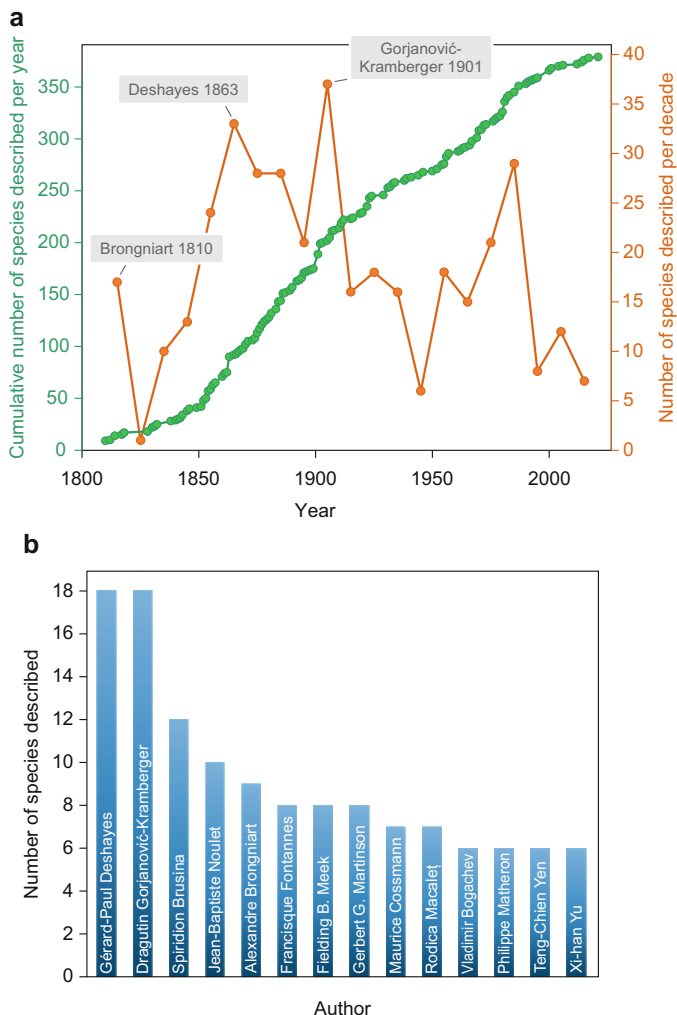 a
Gorjanović-
Kramberger 1901
Deshayes 1863
Brongniart 1810
Cumulative number of species described per year
0
50
100
150
200
250
300
350
Number of species described per decade
0
5
10
15
20
25
30
35
40
1800
1850
1900
1950
2000
Year
b
Number of species described
18
16
14
12
10
8
6
4
2
0
Gérard-Paul Deshayes
Dragutin Gorjanović-Kramberger
Spiridion Brusina
Jean-Baptiste Noulet
Alexandre Brongniart
Francisque Fontannes
Fielding B. Meek
Gerbert G. Martinson
Maurice Cossmann
Rodica Macaleț
Vladimir Bogachev
Philippe Matheron
Teng-Chien Yen
Xi-han Yu
Author